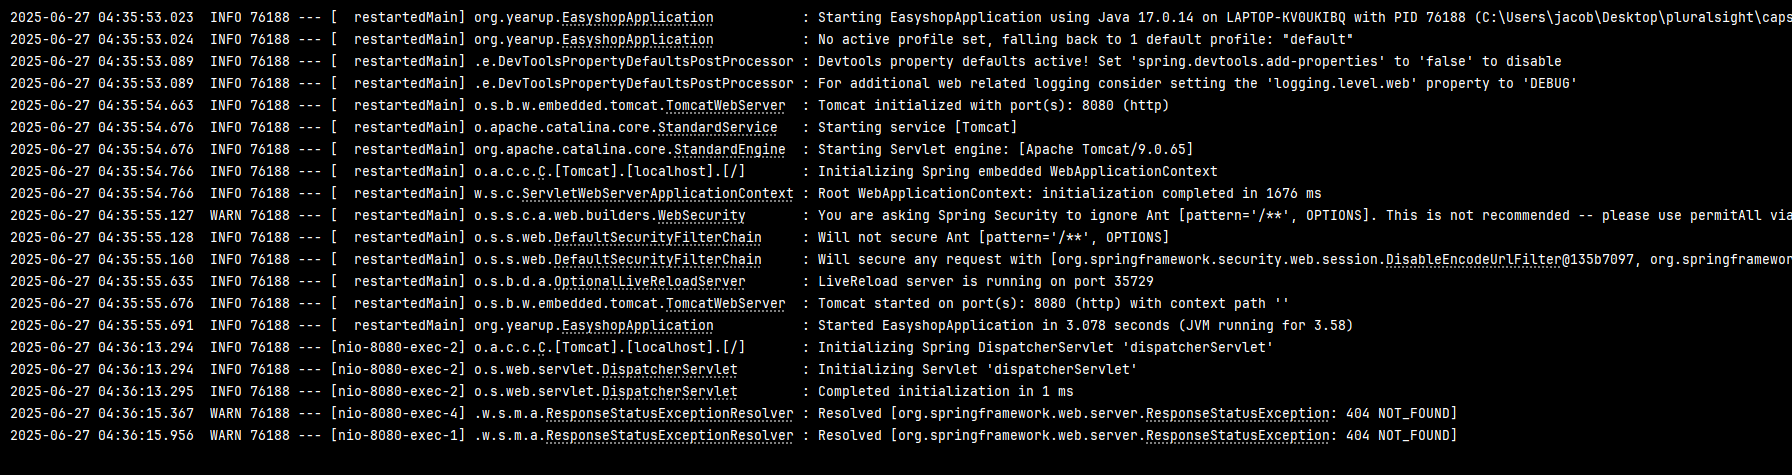 2025-06-27 04:35:53.023  INFO 76188 --- [  restartedMain] org.yearup.EasyshopApplication           : Starting EasyshopApplication using Java 17.0.14 on LAPTOP-KV0UKIBQ with PID 76188 (C:\Users\jacob\Desktop\pluralsight\caps
2025-06-27 04:35:53.024  INFO 76188 --- [  restartedMain] org.yearup.EasyshopApplication           : No active profile set, falling back to 1 default profile: "default"
2025-06-27 04:35:53.089  INFO 76188 --- [  restartedMain] .e.DevToolsPropertyDefaultsPostProcessor : Devtools property defaults active! Set 'spring.devtools.add-properties' to 'false' to disable
2025-06-27 04:35:53.089  INFO 76188 --- [  restartedMain] .e.DevToolsPropertyDefaultsPostProcessor : For additional web related logging consider setting the 'logging.level.web' property to 'DEBUG'
2025-06-27 04:35:54.663  INFO 76188 --- [  restartedMain] o.s.b.w.embedded.tomcat.TomcatWebServer  : Tomcat initialized with port(s): 8080 (http)
2025-06-27 04:35:54.676  INFO 76188 --- [  restartedMain] o.apache.catalina.core.StandardService   : Starting service [Tomcat]
2025-06-27 04:35:54.676  INFO 76188 --- [  restartedMain] org.apache.catalina.core.StandardEngine  : Starting Servlet engine: [Apache Tomcat/9.0.65]
2025-06-27 04:35:54.766  INFO 76188 --- [  restartedMain] o.a.c.c.C.[Tomcat].[localhost].[/]       : Initializing Spring embedded WebApplicationContext
2025-06-27 04:35:54.766  INFO 76188 --- [  restartedMain] w.s.c.ServletWebServerApplicationContext : Root WebApplicationContext: initialization completed in 1676 ms
2025-06-27 04:35:55.127  WARN 76188 --- [  restartedMain] o.s.s.c.a.web.builders.WebSecurity       : You are asking Spring Security to ignore Ant [pattern='/**', OPTIONS]. This is not recommended -- please use permitAll via
2025-06-27 04:35:55.128  INFO 76188 --- [  restartedMain] o.s.s.web.DefaultSecurityFilterChain     : Will not secure Ant [pattern='/**', OPTIONS]
2025-06-27 04:35:55.160  INFO 76188 --- [  restartedMain] o.s.s.web.DefaultSecurityFilterChain     : Will secure any request with [org.springframework.security.web.session.DisableEncodeUrlFilter@135b7097, org.springframewor
2025-06-27 04:35:55.635  INFO 76188 --- [  restartedMain] o.s.b.d.a.OptionalLiveReloadServer       : LiveReload server is running on port 35729
2025-06-27 04:35:55.676  INFO 76188 --- [  restartedMain] o.s.b.w.embedded.tomcat.TomcatWebServer  : Tomcat started on port(s): 8080 (http) with context path ''
2025-06-27 04:35:55.691  INFO 76188 --- [  restartedMain] org.yearup.EasyshopApplication           : Started EasyshopApplication in 3.078 seconds (JVM running for 3.58)
2025-06-27 04:36:13.294  INFO 76188 --- [nio-8080-exec-2] o.a.c.c.C.[Tomcat].[localhost].[/]       : Initializing Spring DispatcherServlet 'dispatcherServlet'
2025-06-27 04:36:13.294  INFO 76188 --- [nio-8080-exec-2] o.s.web.servlet.DispatcherServlet        : Initializing Servlet 'dispatcherServlet'
2025-06-27 04:36:13.295  INFO 76188 --- [nio-8080-exec-2] o.s.web.servlet.DispatcherServlet        : Completed initialization in 1 ms
2025-06-27 04:36:15.367  WARN 76188 --- [nio-8080-exec-4] .w.s.m.a.ResponseStatusExceptionResolver : Resolved [org.springframework.web.server.ResponseStatusException: 404 NOT_FOUND]
2025-06-27 04:36:15.956  WARN 76188 --- [nio-8080-exec-1] .w.s.m.a.ResponseStatusExceptionResolver : Resolved [org.springframework.web.server.ResponseStatusException: 404 NOT_FOUND]